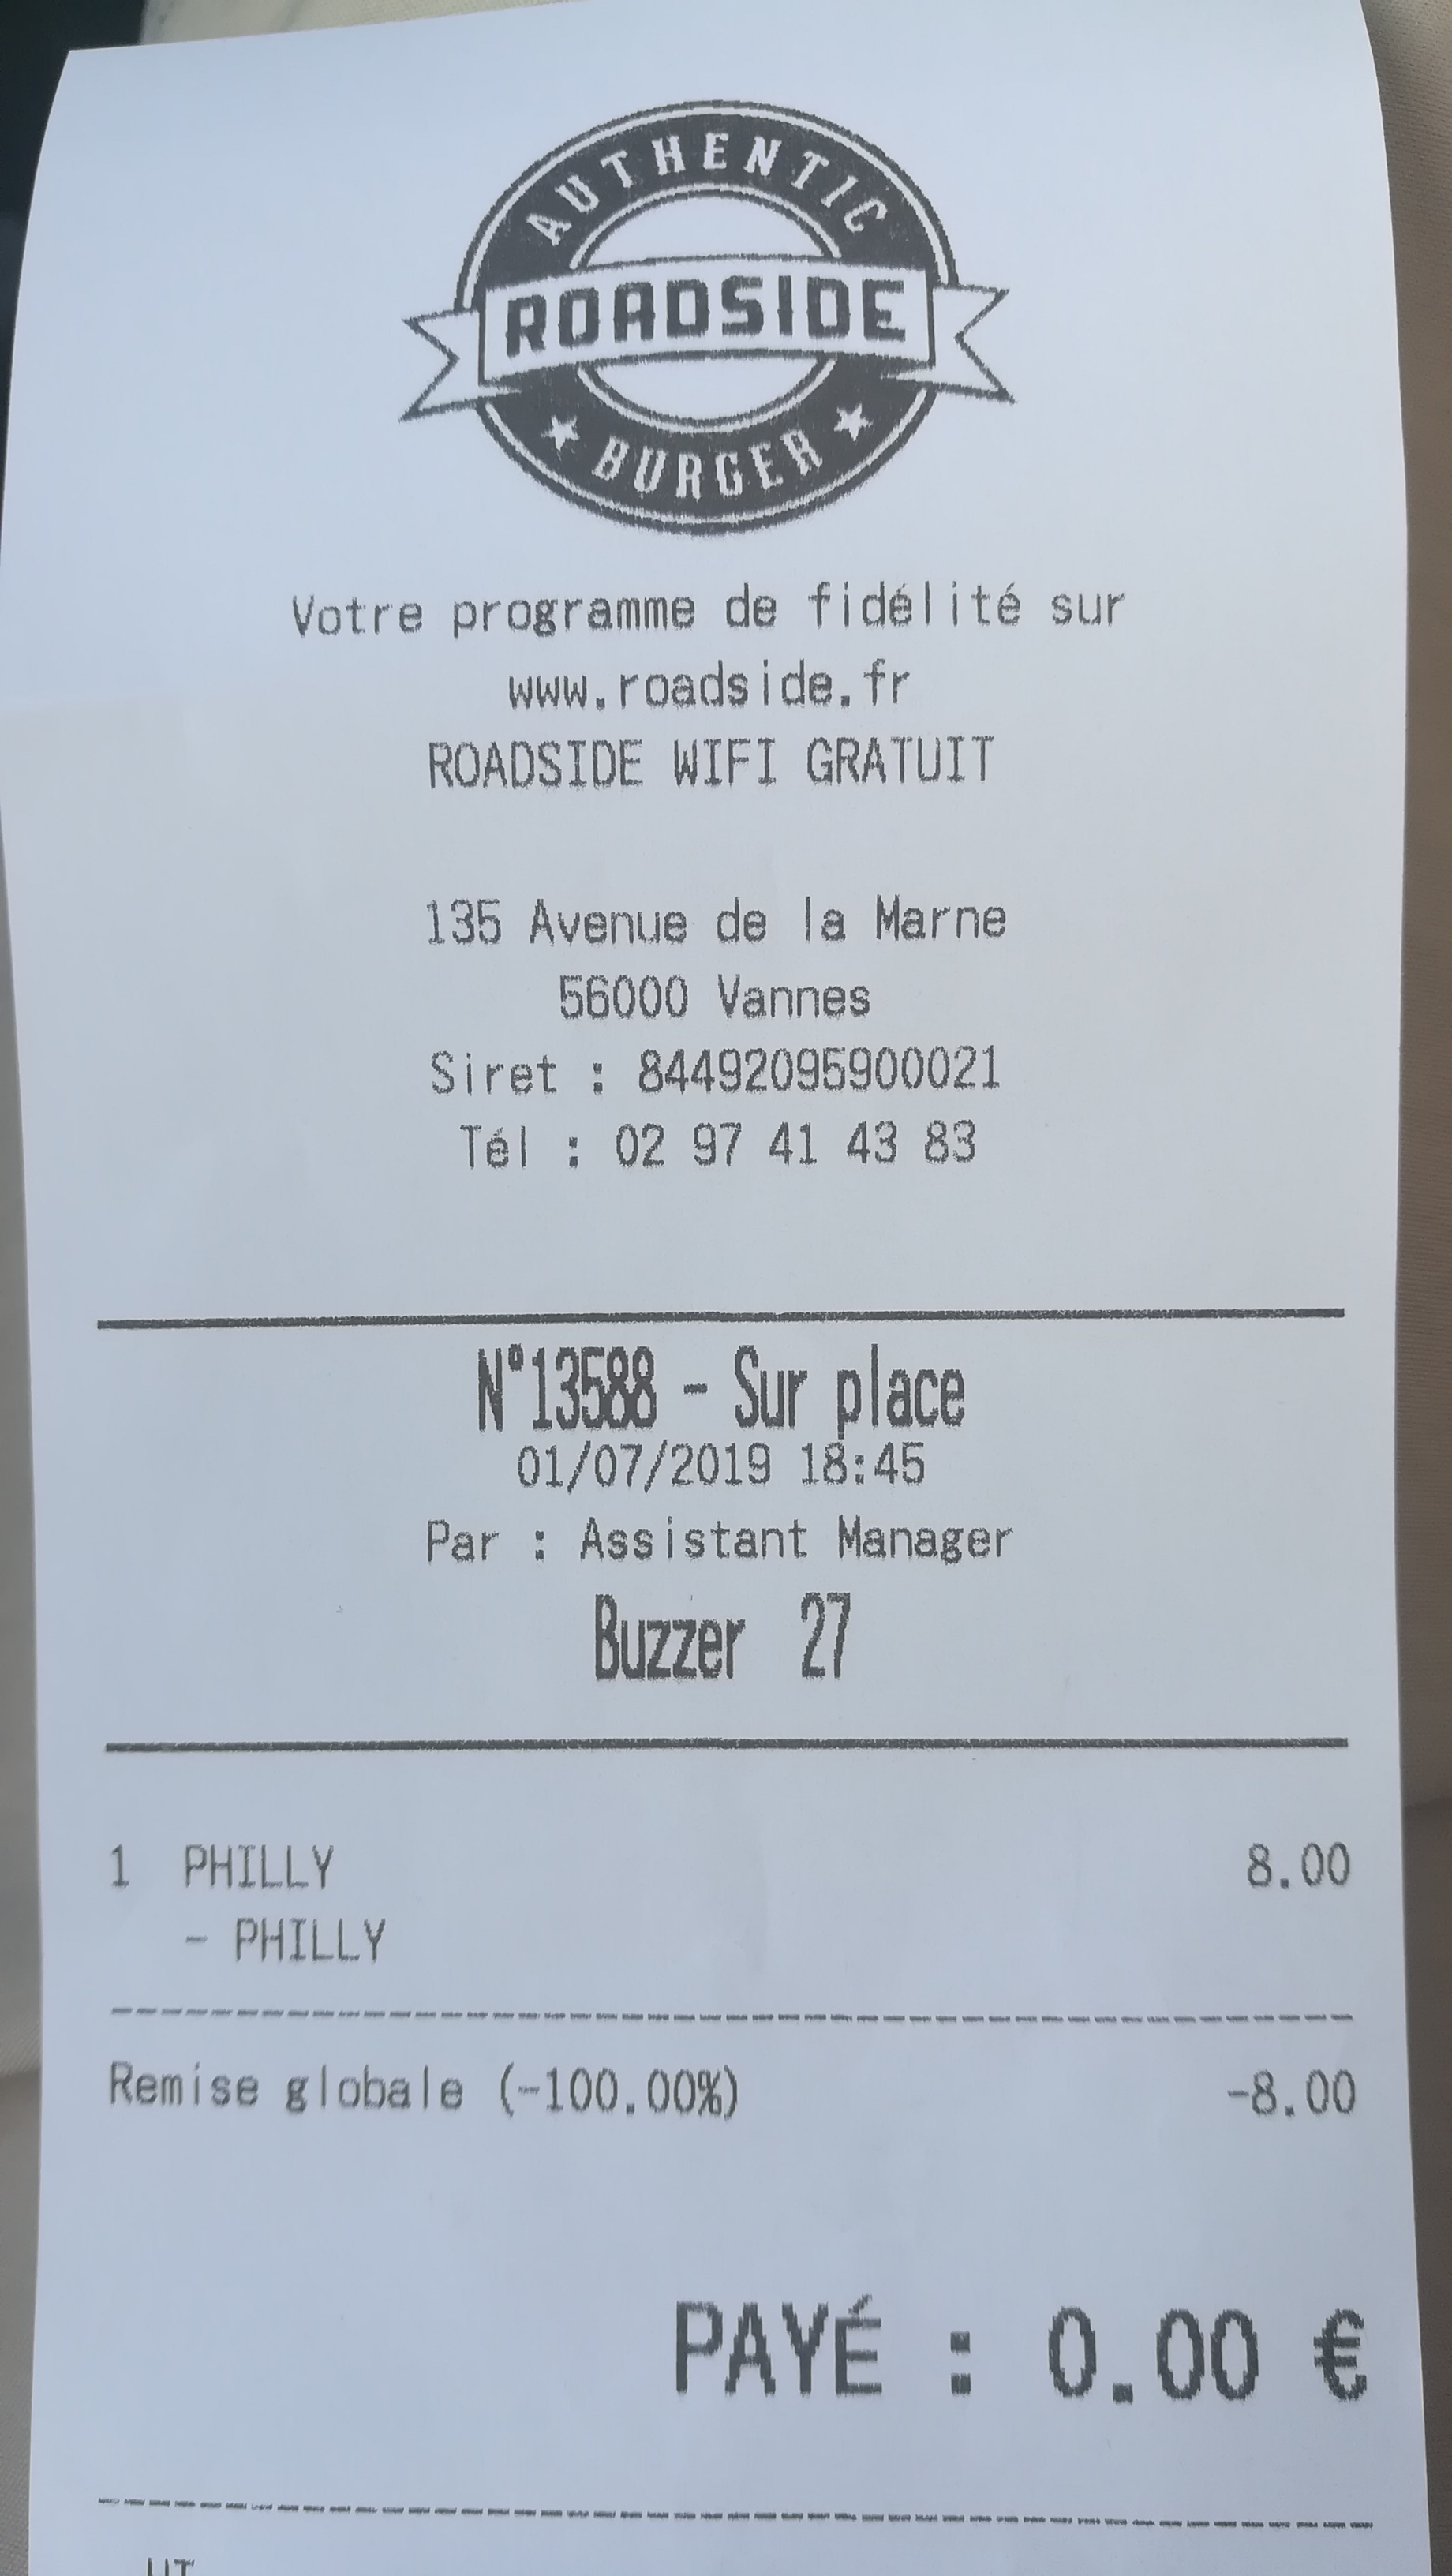 AUTHENTIC
ROADSIDE
BURGER
Votre programme de fidélité sur
www.roadside.fr
ROADSIDE WIFI GRATUIT
135 Avenue de la Marne
56000 Vannes
Siret : 84492095900021
Tél : 02 97 41 43 83
N°13588 - Sur place
01/07/2019 18:45
Par : Assistant Manager
Buzzer 27
1 PHILLY 8.00
- PHILLY
Remise globale (-100.00%) -8.00
PAYÉ : 0.00 €